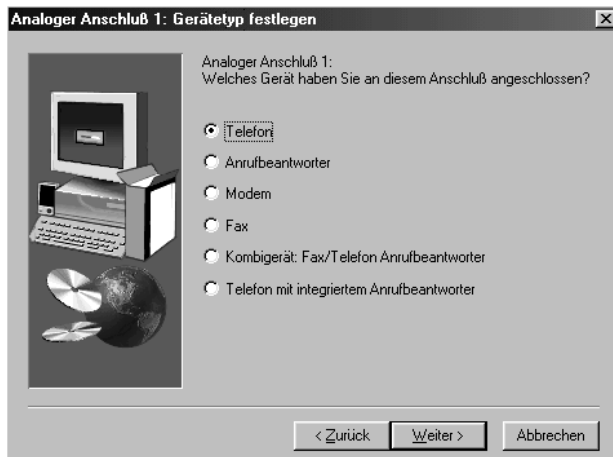 Analoger Anschluß 1: Gerätetyp festlegen
Analoger Anschluß 1:
Welches Gerät haben Sie an diesem Anschluß angeschlossen?
Telefon
Anrufbeantworter
Modem
Fax
Kombigerät: Fax/Telefon Anrufbeantworter
Telefon mit integriertem Anrufbeantworter
< Zurück
Weiter >
Abbrechen